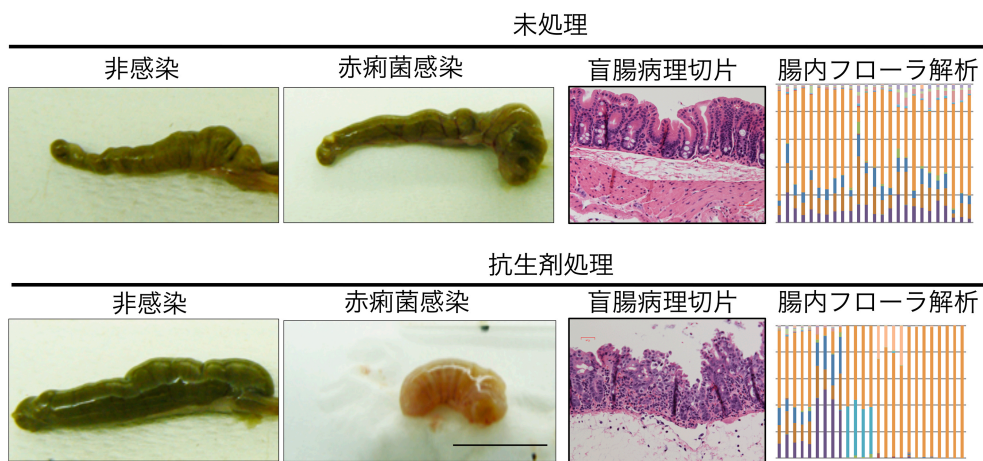 未処理
非感染
赤痢菌感染
盲腸病理切片
腸内フローラ解析
抗生剤処理
非感染
赤痢菌感染
盲腸病理切片
腸内フローラ解析